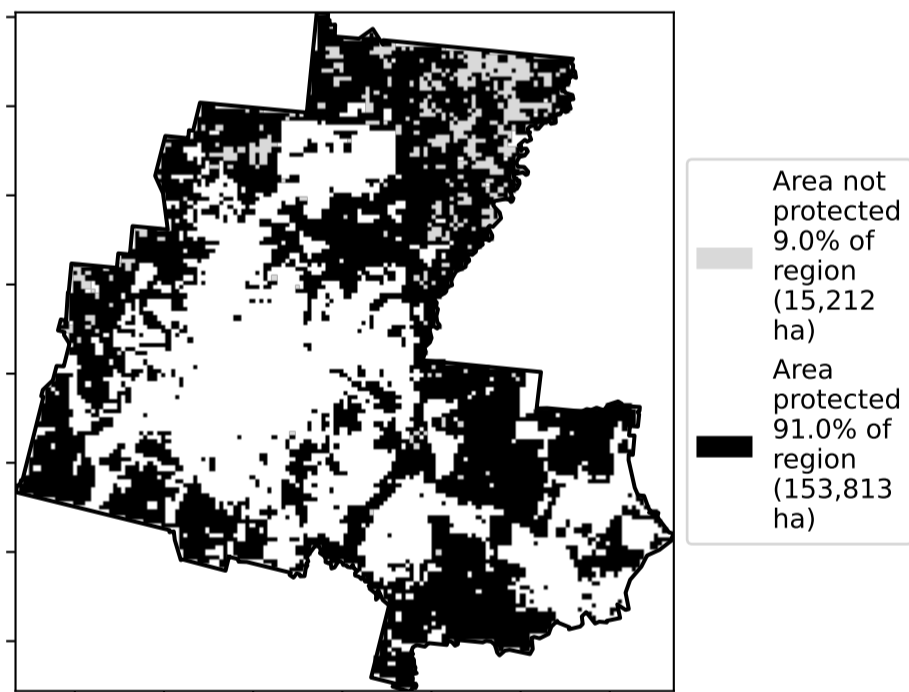 Area not
protected
9.0% of
region
(15,212
ha)
Area
protected
91.0% of
region
(153,813
ha)